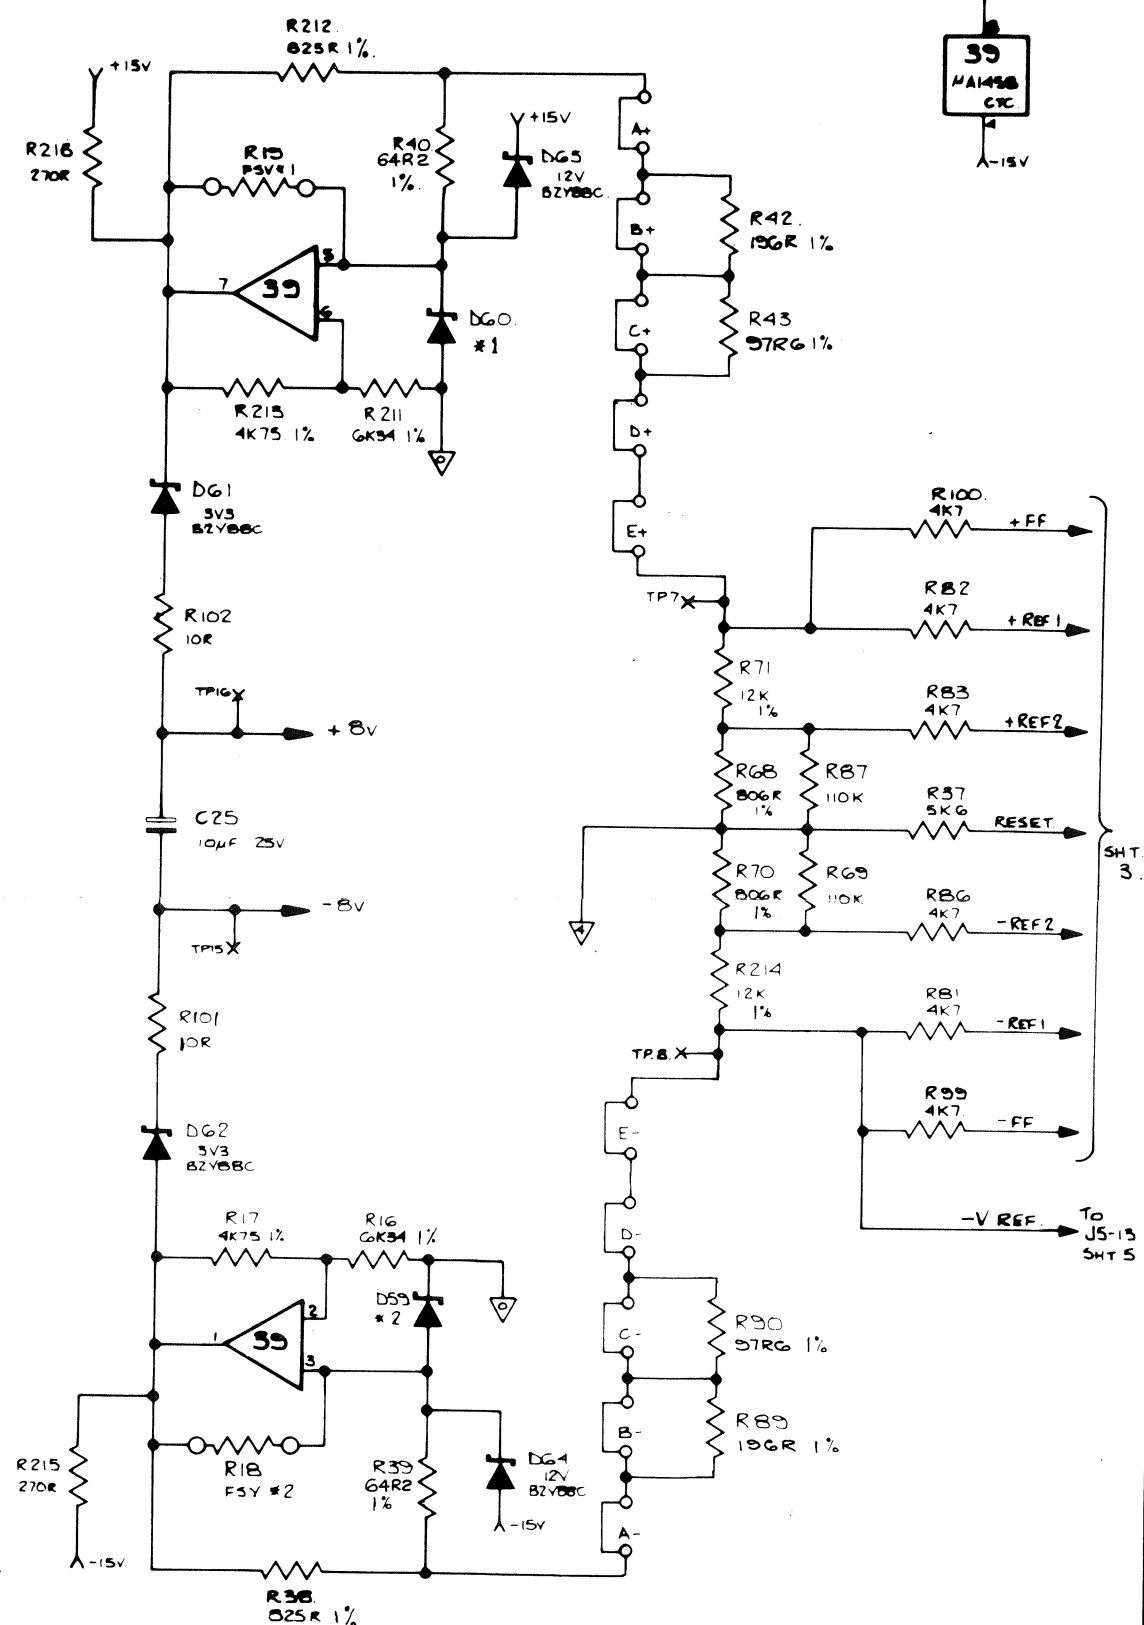 R212
825R 1%.
+15V
39
µA1458
CTC
8
4
-15V
R218
270R
R19
FSV*1
R40
64R2
1%.
+15V
D65
12V
BZY88C
A+
R42.
196R 1%
B+
5
7
39
6
D60.
*1
C+
R43
97R6 1%
R213
4K75. 1%
R211
6K34 1%
0
D+
D61
3V3
BZY88C
E+
R100.
4K7
+FF
R102
10R
TP7
R82
4K7
+REF1
TP16
R71
12K
1%
R83
4K7
+REF2
+8V
R68
806R
1%
R87
110K
R37
5K6
RESET.
C25
10µF 25V
SHT.
3.
R70
806R
1%
R69
110K
R86
4K7
-REF2
-8V
TP15
4
R214
12K
1%
R81
4K7
-REF1
R101
10R
TP.8.
R99
4K7.
-FF
D62
3V3
BZY88C
E-
-V REF.
TO
J5-13
SHT 5
R17
4K75 1%
R16
6K34 1%
D-
D59
*2
0
2
1
39
3
C-
R90
97R6 1%
R89
196R 1%
B-
R215
270R
R18
FSY *2
R39
64R2
1%
D64
12V
BZY88C
-15V
A-
-15V
R38.
825R 1%